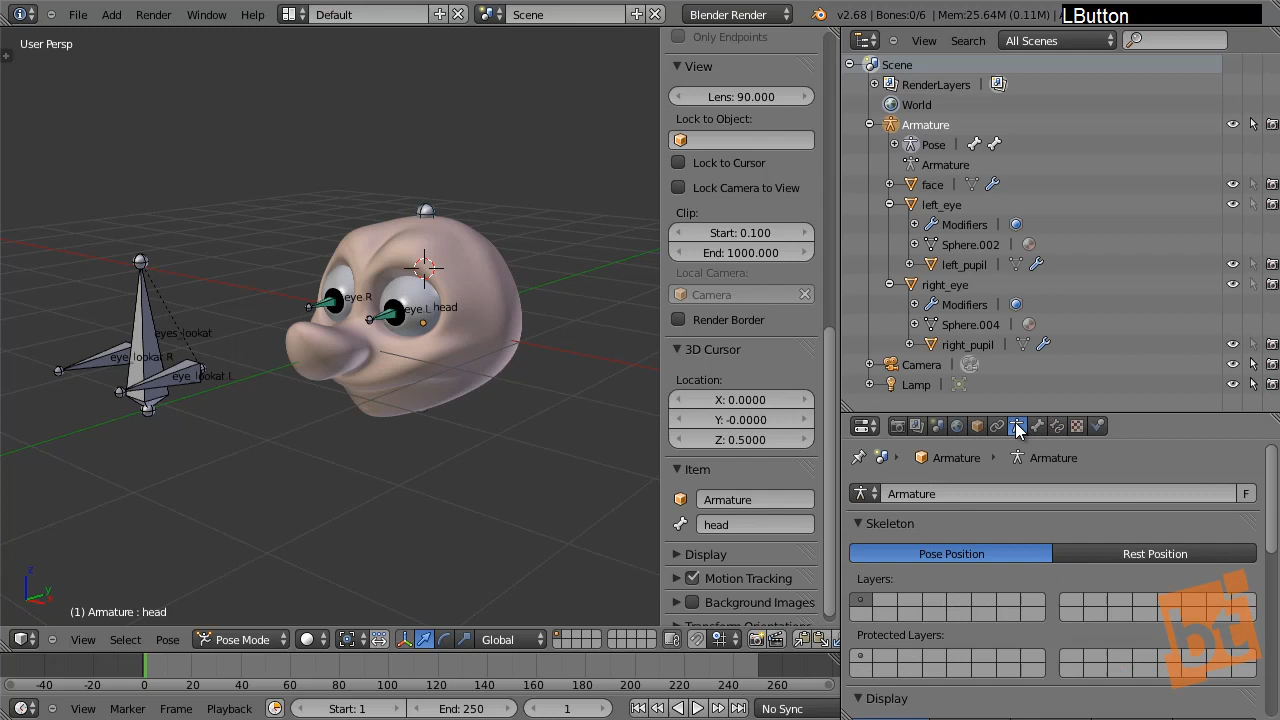 File Add Render Window Help Default Scene Blender Render v2.68 | Bones:0/6 | Mem:25.64M (0.11M) | LButton
User Persp
Only Endpoints
View
Lens: 90.000
Lock to Object:
Lock to Cursor
Lock Camera to View
Clip:
Start: 0.100
End: 1000.000
Local Camera:
Camera
Render Border
3D Cursor
Location:
X: 0.0000
Y: -0.0000
Z: 0.5000
Item
Armature
head
Display
Motion Tracking
Background Images
eye R
eye L head
eyes lookat
eye_lookat.R
eye_lookat.L
(1) Armature : head
View Select Pose Pose Mode Global
-40 -20 0 20 40 60 80 100 120 140 160 180 200 220 240 260
View Marker Frame Playback Start: 1 End: 250 1 No Sync
View Search All Scenes
Scene
RenderLayers
World
Armature
Pose
Armature
face
left_eye
Modifiers
Sphere.002
left_pupil
right_eye
Modifiers
Sphere.004
right_pupil
Camera
Lamp
Armature Armature
Armature F
Skeleton
Pose Position Rest Position
Layers:
Protected Layers:
Display
bt